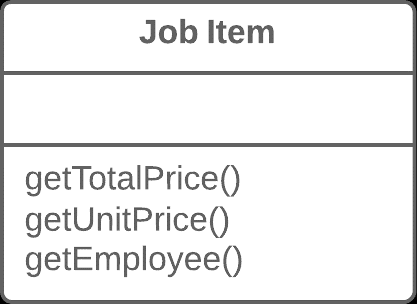 Job Item
getTotalPrice()
getUnitPrice()
getEmployee()